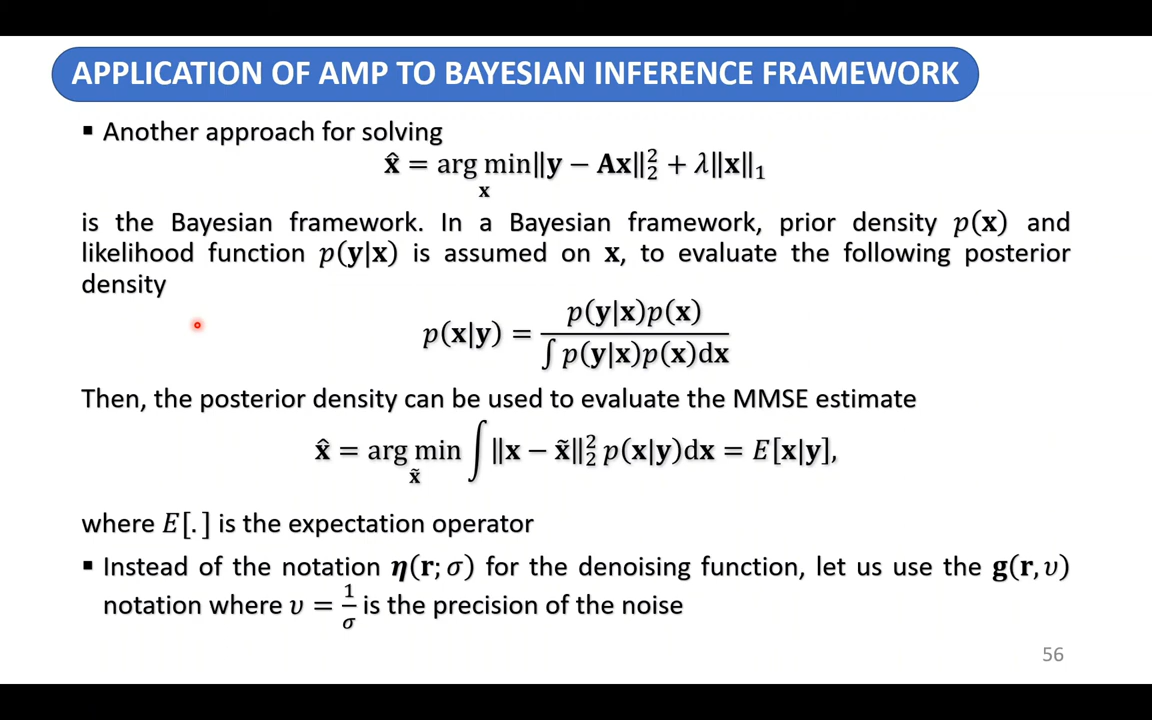 APPLICATION OF AMP TO BAYESIAN INFERENCE FRAMEWORK
▪ Another approach for solving
x̂ = arg min_x ‖y − Ax‖₂² + λ‖x‖₁
is the Bayesian framework. In a Bayesian framework, prior density p(x) and
likelihood function p(y|x) is assumed on x, to evaluate the following posterior
density
p(x|y) = p(y|x)p(x) / ∫ p(y|x)p(x)dx
Then, the posterior density can be used to evaluate the MMSE estimate
x̂ = arg min_x̃ ∫ ‖x − x̃‖₂² p(x|y)dx = E[x|y],
where E[.] is the expectation operator
▪ Instead of the notation η(r; σ) for the denoising function, let us use the g(r, υ)
notation where υ = 1/σ is the precision of the noise
56